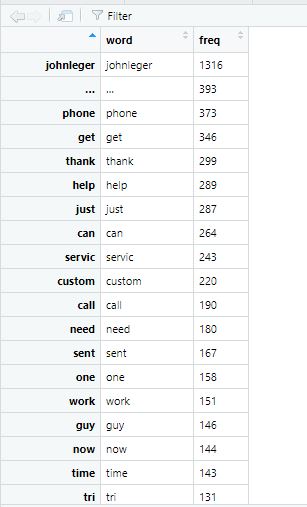 Filter
word freq
johnleger johnleger 1316
... ... 393
phone phone 373
get get 346
thank thank 299
help help 289
just just 287
can can 264
servic servic 243
custom custom 220
call call 190
need need 180
sent sent 167
one one 158
work work 151
guy guy 146
now now 144
time time 143
tri tri 131